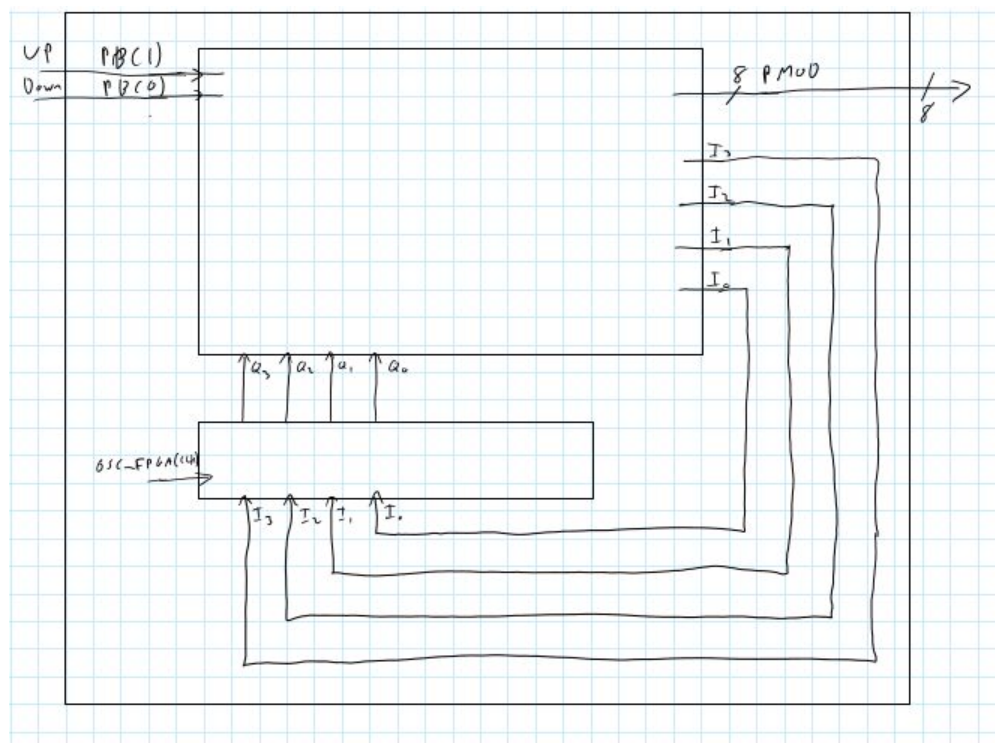 UP PB(1)
Down PB(0)
8 PMOD
8
I3
I2
I1
I0
Q3 Q2 Q1 Q0
OSC_FPGA(CLK)
I3 I2 I1 I0